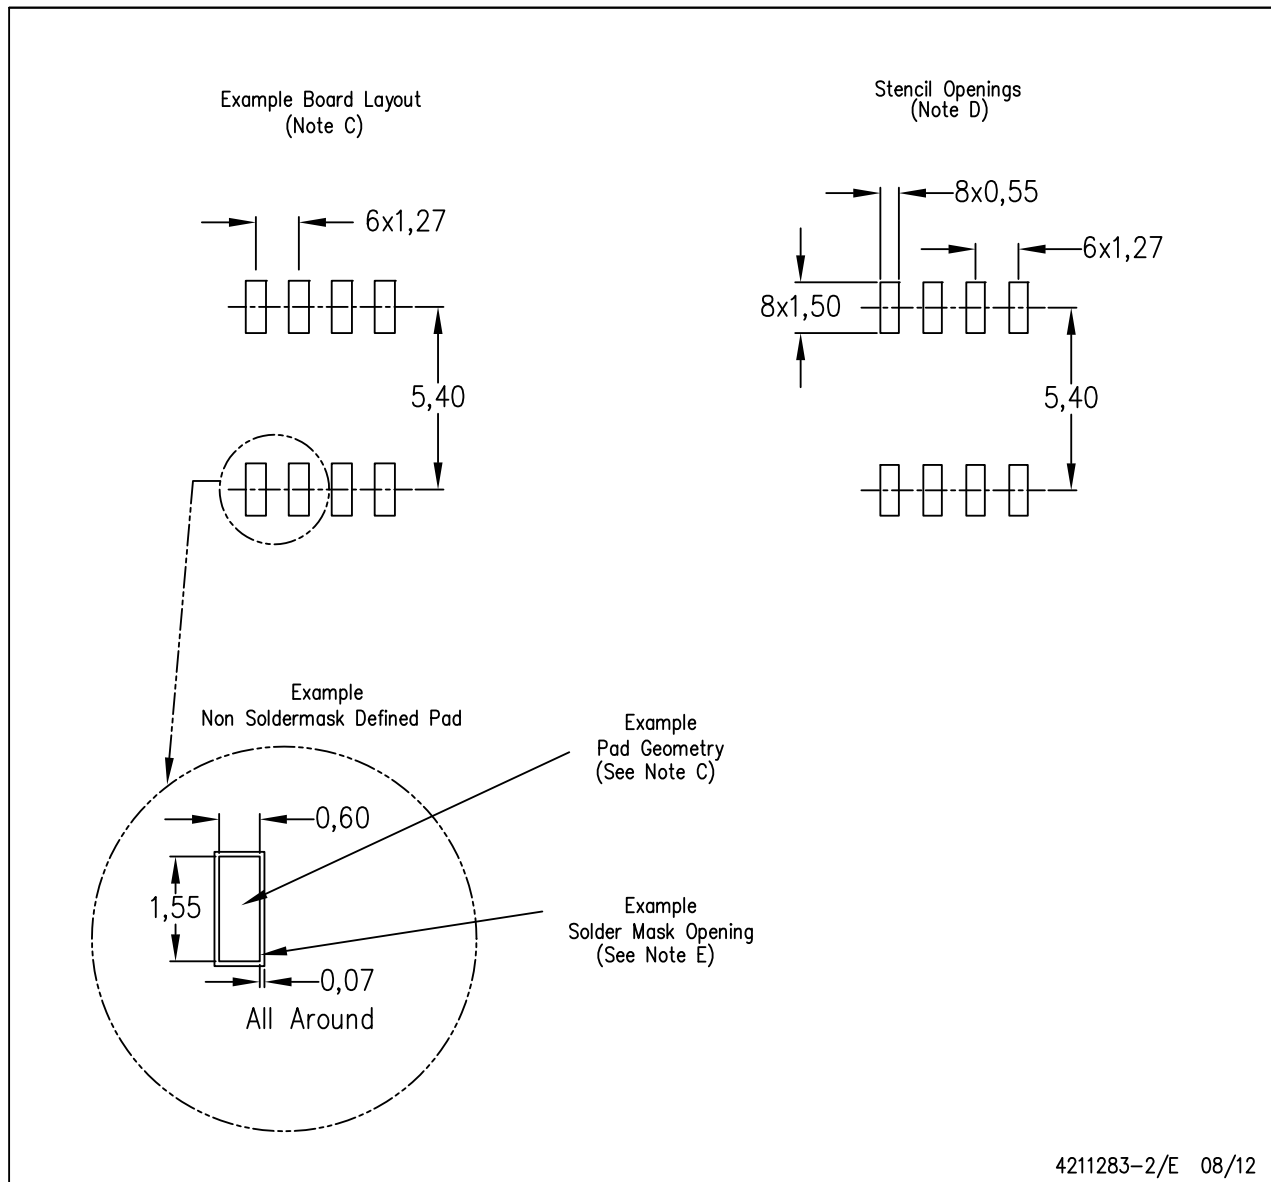 Example Board Layout
(Note C)
6x1,27
5,40
Stencil Openings
(Note D)
8x0,55
6x1,27
8x1,50
5,40
Example
Non Soldermask Defined Pad
0,60
1,55
0,07
All Around
Example
Pad Geometry
(See Note C)
Example
Solder Mask Opening
(See Note E)
4211283-2/E 08/12